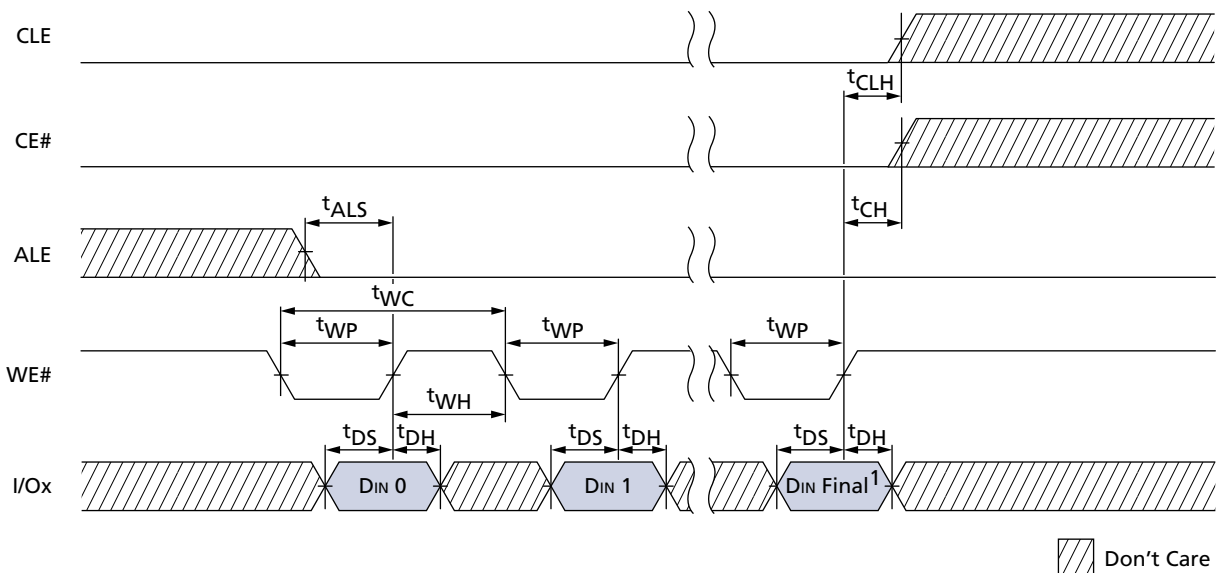 CLE
tCLH
CE#
tCH
tALS
ALE
tWC
tWP tWP tWP
WE#
tWH
tDS tDH tDS tDH tDS tDH
I/Ox DIN 0 DIN 1 DIN Final1
Don't Care